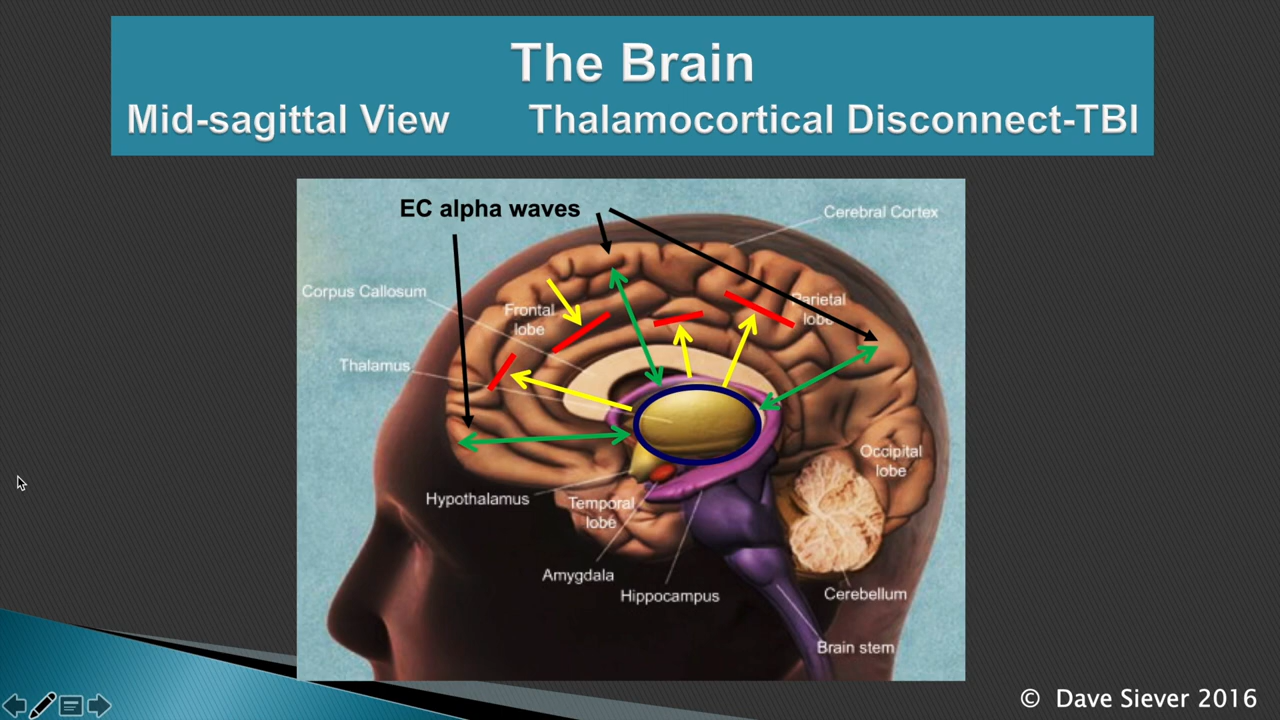 The Brain
Mid-sagittal View Thalamocortical Disconnect-TBI
EC alpha waves
Cerebral Cortex
Corpus Callosum
Frontal
lobe
Parietal
lobe
Thalamus
Occipital
lobe
Hypothalamus
Temporal
lobe
Amygdala
Hippocampus
Cerebellum
Brain stem
© Dave Siever 2016